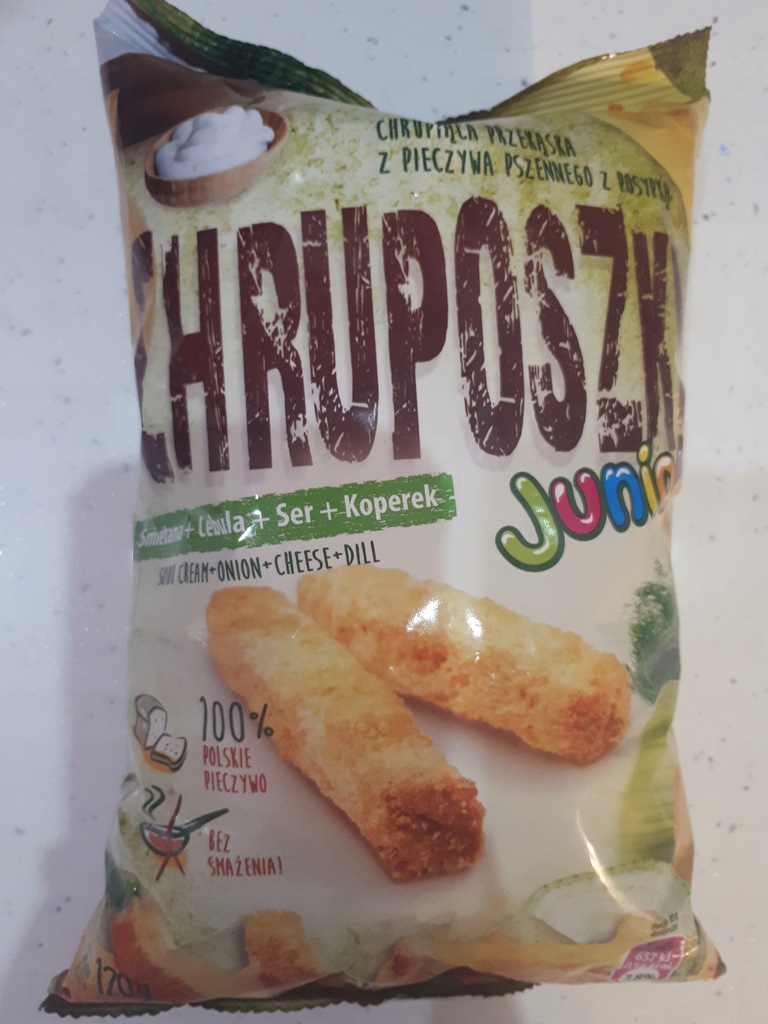 CHRUPIĄCA PRZEKĄSKA
Z PIECZYWA PSZENNEGO Z POSYPKĄ
CHRUPOSZKI
Junior
Śmietana + Cebula + Ser + Koperek
SOUR CREAM+ONION+CHEESE+DILL
100%
POLSKIE
PIECZYWO
BEZ
SMAŻENIA!
120g
657 kJ